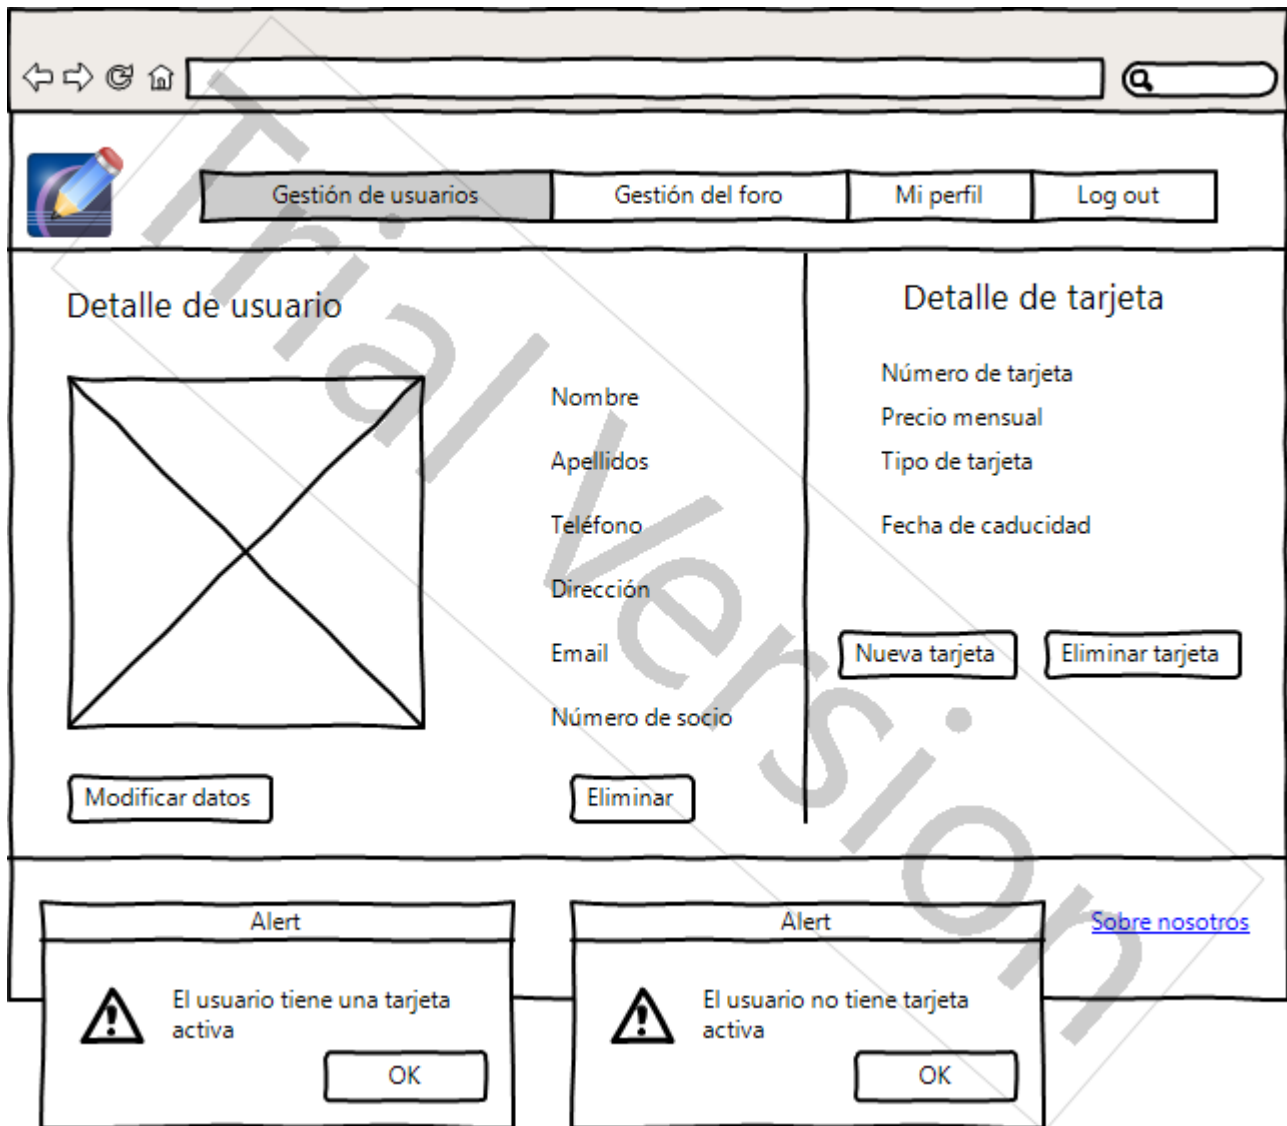 Gestión de usuarios
Gestión del foro
Mi perfil
Log out
Detalle de usuario
Nombre
Apellidos
Teléfono
Dirección
Email
Número de socio
Modificar datos
Eliminar
Detalle de tarjeta
Número de tarjeta
Precio mensual
Tipo de tarjeta
Fecha de caducidad
Nueva tarjeta
Eliminar tarjeta
Alert
El usuario tiene una tarjeta
activa
OK
Alert
El usuario no tiene tarjeta
activa
OK
Sobre nosotros
Trial Version